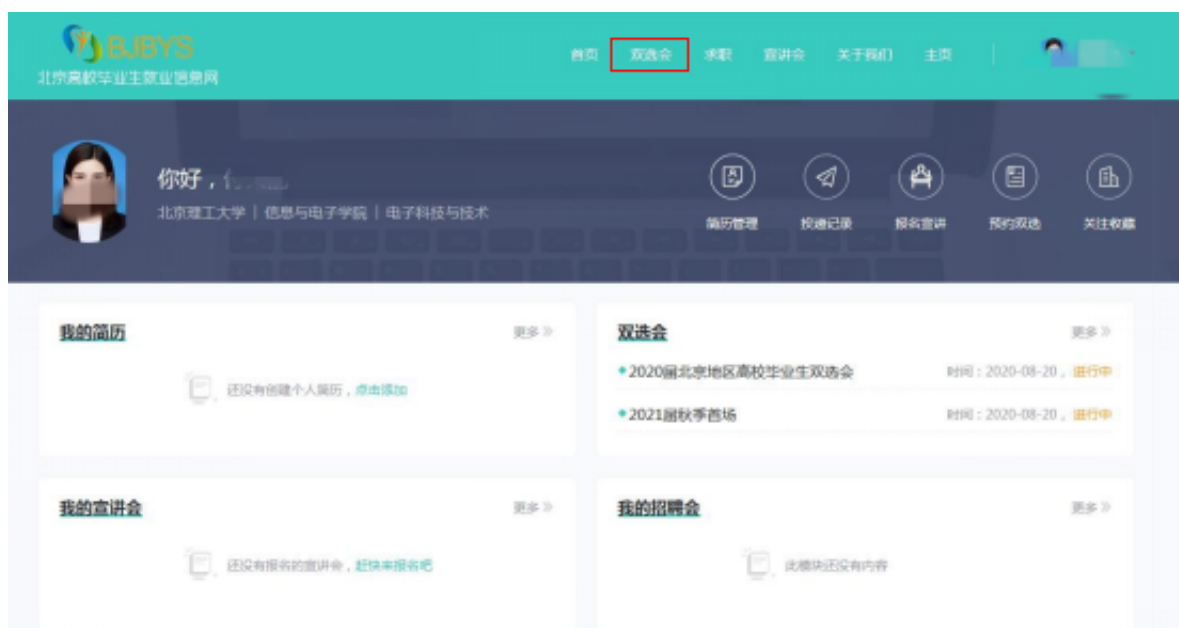 BJBYS
北京高校毕业生就业信息网
首页 双选会 求职 宣讲会 关于我们 主页
你好，
北京理工大学 | 信息与电子学院 | 电子科技与技术
简历管理 投递记录 报名宣讲 预约双选 关注收藏
我的简历 更多 》
还没有创建个人简历，点击添加
双选会 更多 》
2020届北京地区高校毕业生双选会 时间：2020-08-20， 进行中
2021届秋季首场 时间：2020-08-20， 进行中
我的宣讲会 更多 》
还没有报名的宣讲会，赶快来报名吧
我的招聘会 更多 》
此模块还没有内容